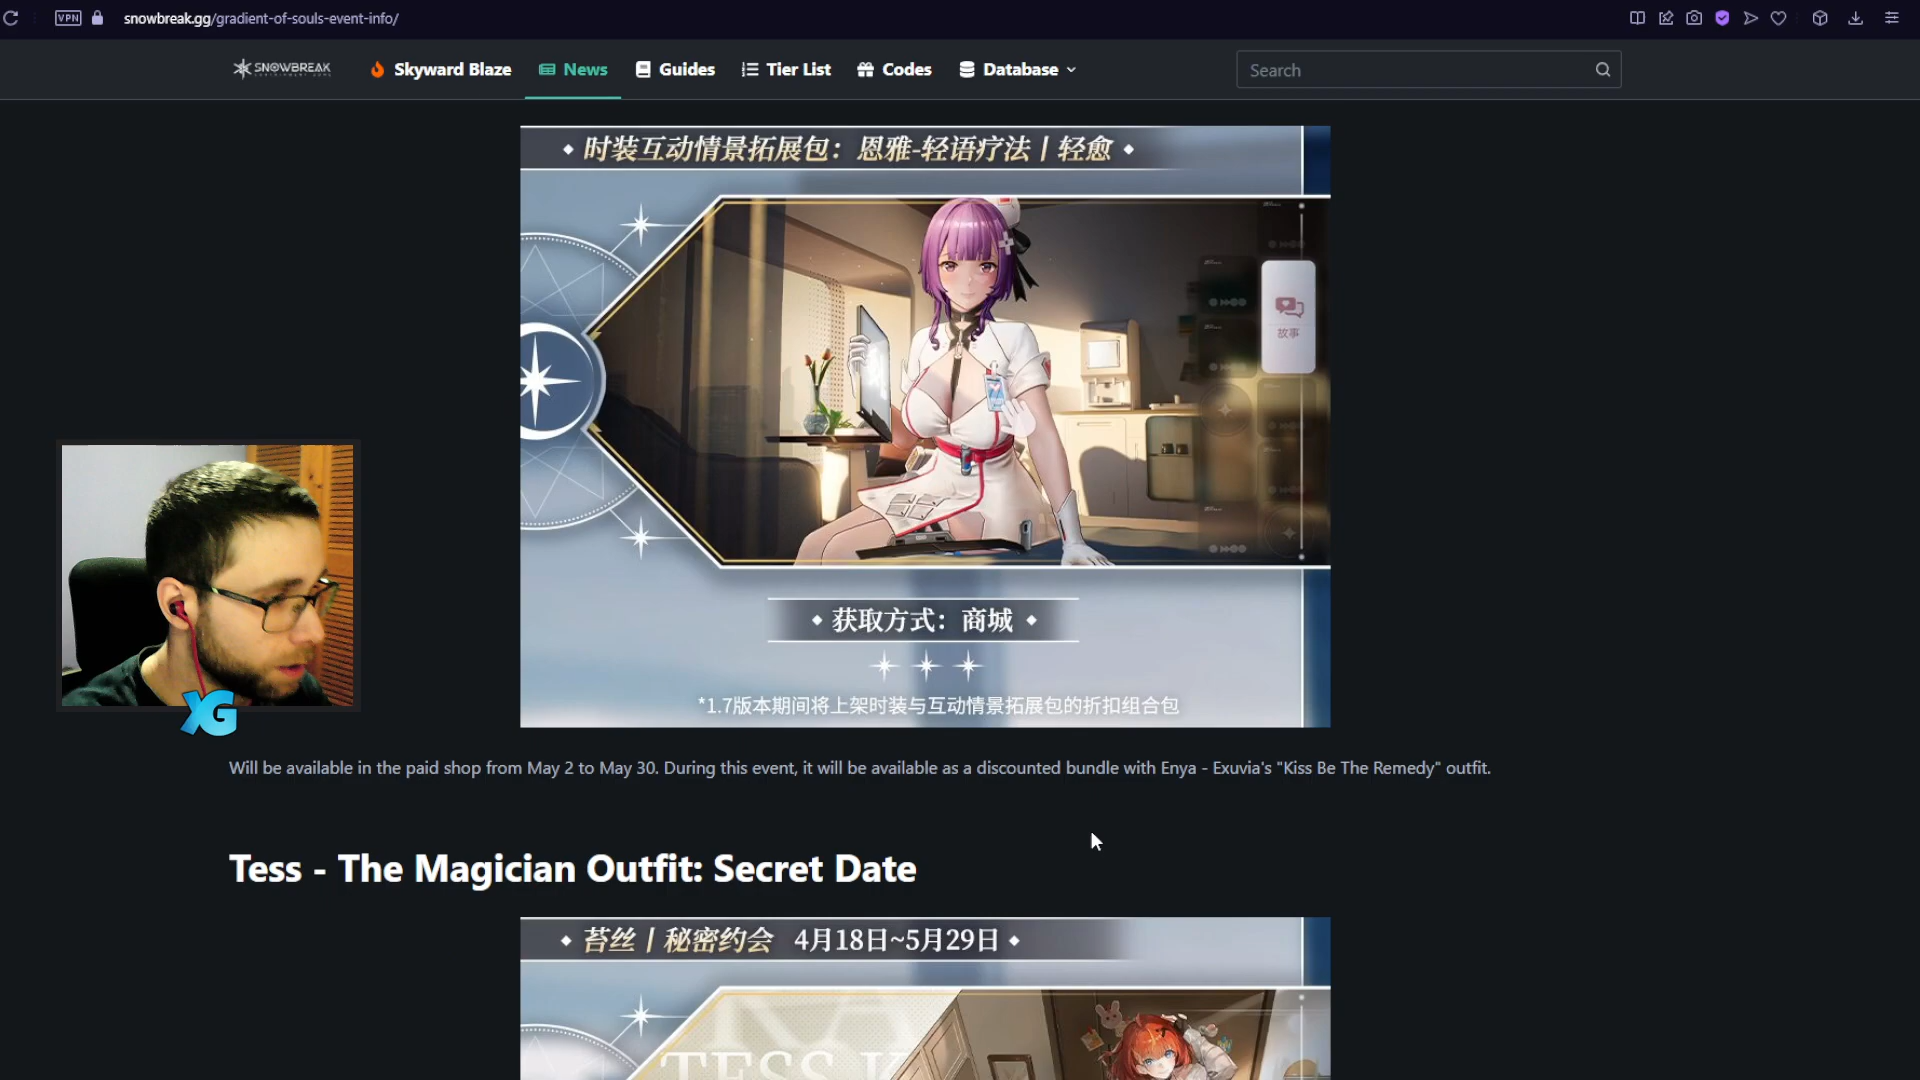 VPN
snowbreak.gg/gradient-of-souls-event-info/
SNOWBREAK
Skyward Blaze
News
Guides
Tier List
Codes
Database
Search
时装互动情景拓展包：恩雅-轻语疗法丨轻愈
故事
获取方式：商城
*1.7版本期间将上架时装与互动情景拓展包的折扣组合包
XG
Will be available in the paid shop from May 2 to May 30. During this event, it will be available as a discounted bundle with Enya - Exuvia's "Kiss Be The Remedy" outfit.
Tess - The Magician Outfit: Secret Date
苔丝丨秘密约会 4月18日~5月29日